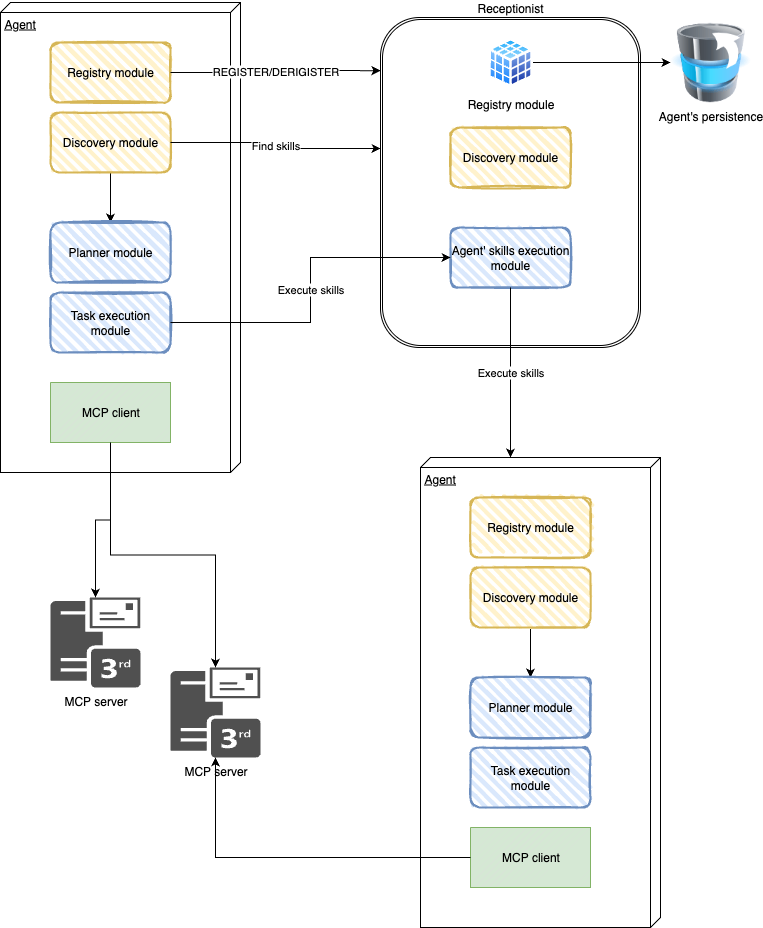 Receptionist
Agent
Registry module
REGISTER/DERIGISTER
Registry module
Agent's persistence
Discovery module
Find skills
Discovery module
Planner module
Agent' skills execution
module
Execute skills
Task execution
module
Execute skills
MCP client
Agent
Registry module
Discovery module
3rd
MCP server
Planner module
3rd
MCP server
Task execution
module
MCP client